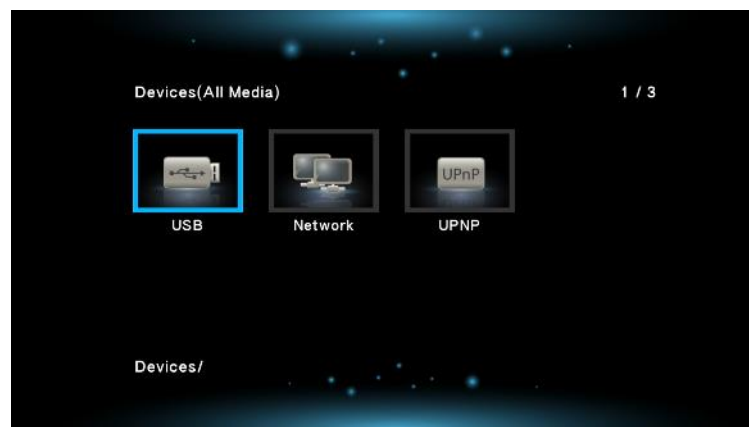 Devices(All Media) 1 / 3
UPnP
USB Network UPNP
Devices/